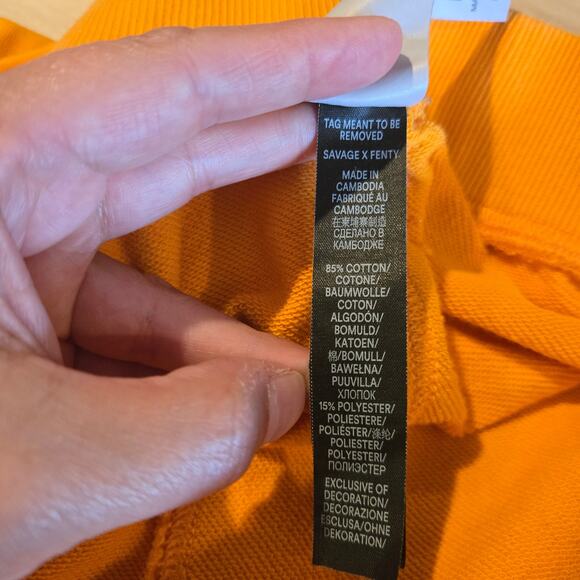 TAG MEANT TO BE
REMOVED
SAVAGE X FENTY
MADE IN
CAMBODIA
FABRIQUÉ AU
CAMBODGE
在柬埔寨制造
СДЕЛАНО В
КАМБОДЖЕ
85% COTTON/
COTONE/
BAUMWOLLE/
COTON/
ALGODÓN/
BOMULD/
KATOEN/
棉/BOMULL/
BAWEŁNA/
PUUVILLA/
ХЛОПОК
15% POLYESTER/
POLIESTERE/
POLIÉSTER/涤纶/
POLIESTER/
POLYESTERI/
ПОЛИЭСТЕР
EXCLUSIVE OF
DECORATION/
DECORAZIONE
ESCLUSA/OHNE
DEKORATION/